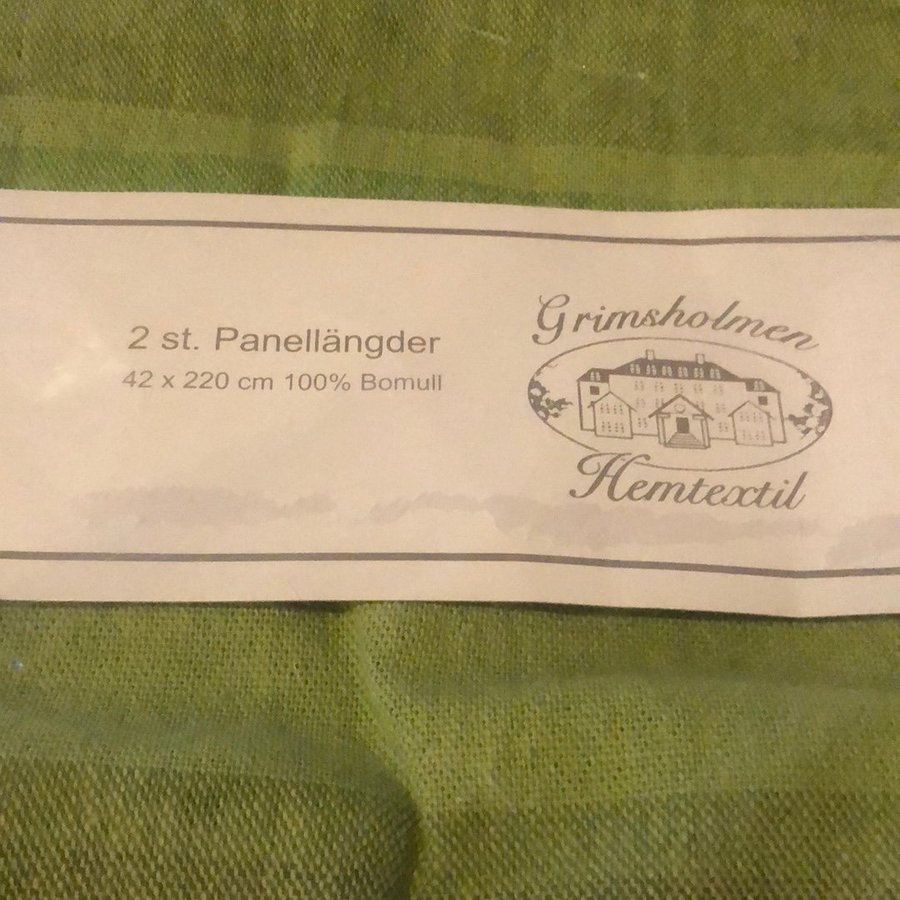 2 st. Panellängder
42 x 220 cm 100% Bomull
Grimsholmen
Hemtextil